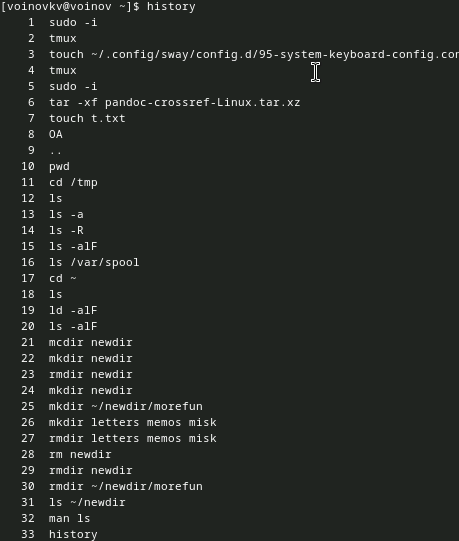 [voinovkv@voinov ~]$ history
1 sudo -i
2 tmux
3 touch ~/.config/sway/config.d/95-system-keyboard-config.con
4 tmux
5 sudo -i
6 tar -xf pandoc-crossref-Linux.tar.xz
7 touch t.txt
8 OA
9 ..
10 pwd
11 cd /tmp
12 ls
13 ls -a
14 ls -R
15 ls -alF
16 ls /var/spool
17 cd ~
18 ls
19 ld -alF
20 ls -alF
21 mcdir newdir
22 mkdir newdir
23 rmdir newdir
24 mkdir newdir
25 mkdir ~/newdir/morefun
26 mkdir letters memos misk
27 rmdir letters memos misk
28 rm newdir
29 rmdir newdir
30 rmdir ~/newdir/morefun
31 ls ~/newdir
32 man ls
33 history